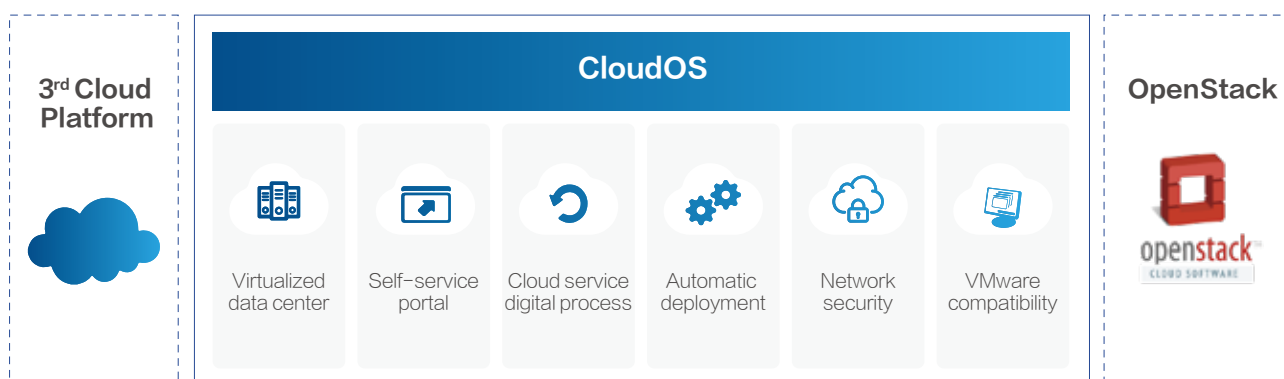 3rd Cloud
Platform
CloudOS
Virtualized
data center
Self-service
portal
Cloud service
digital process
Automatic
deployment
Network
security
VMware
compatibility
OpenStack
openstack™
CLOUD SOFTWARE